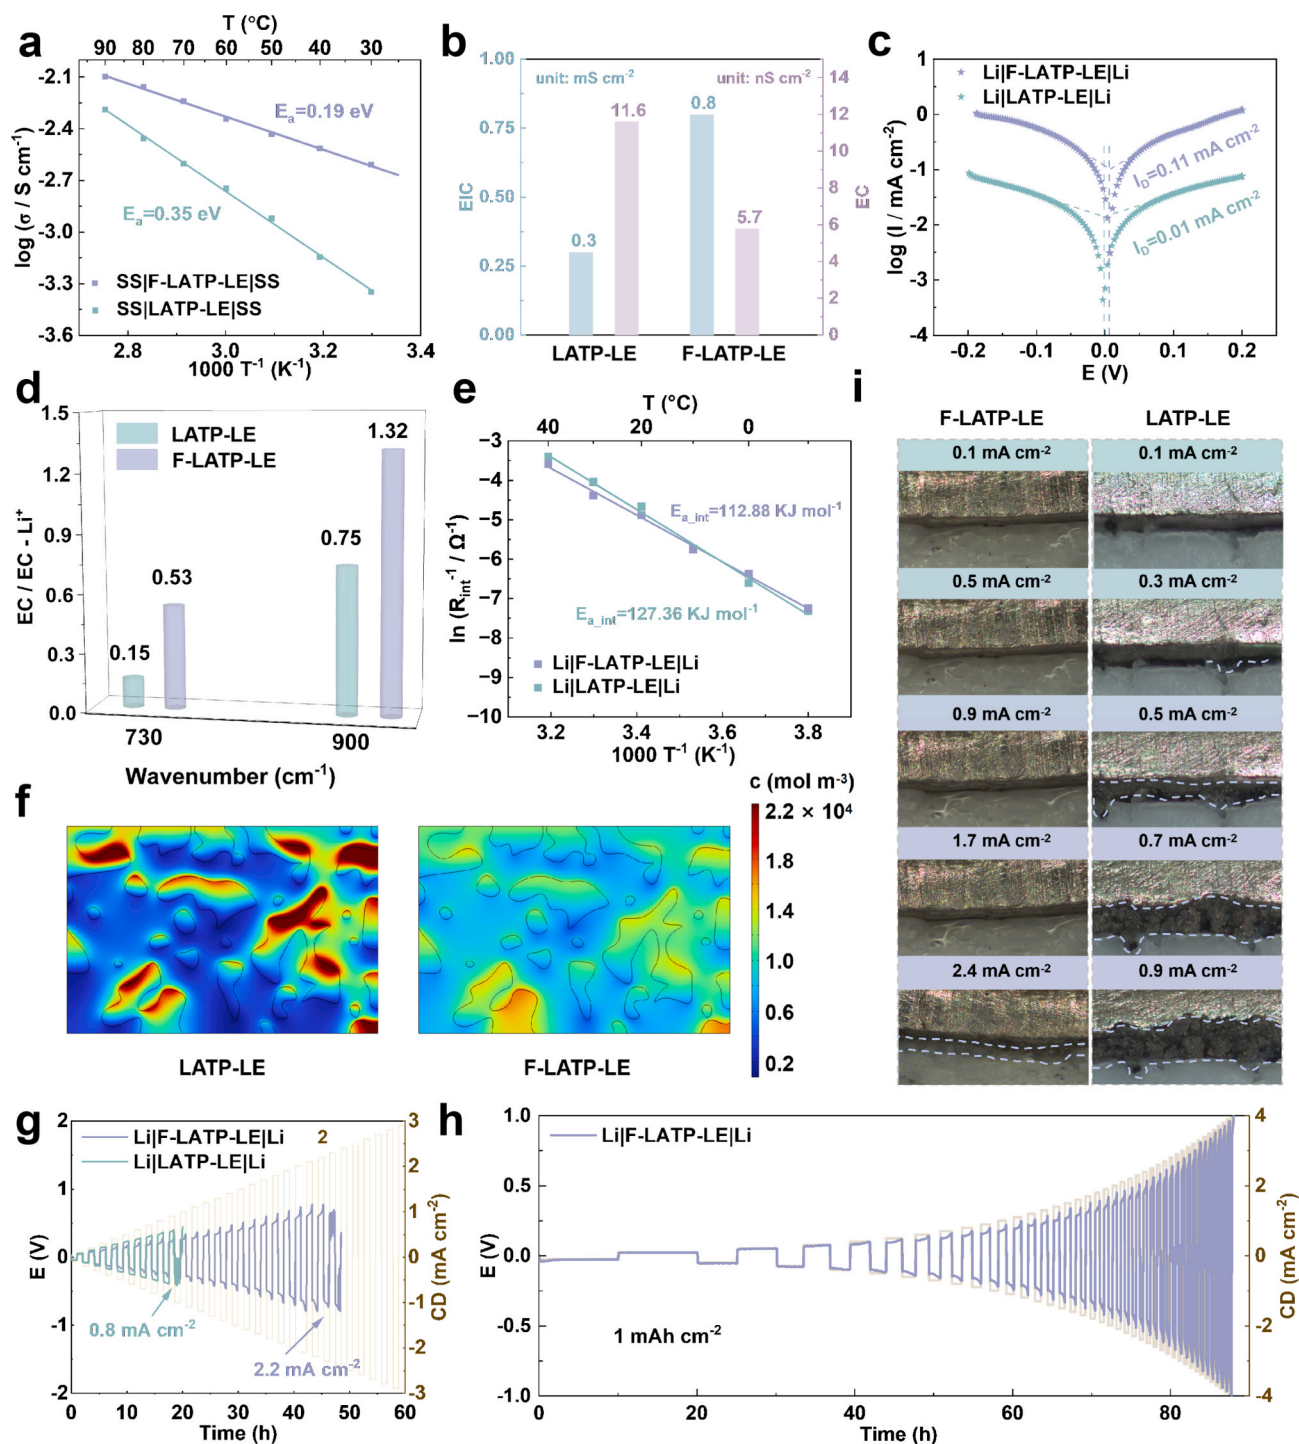 a
T (°C)
90 80 70 60 50 40 30
log (σ / S cm⁻¹)
-2.1
-2.4
-2.7
-3.0
-3.3
-3.6
Eₐ=0.19 eV
Eₐ=0.35 eV
SS|F-LATP-LE|SS
SS|LATP-LE|SS
2.8 3.0 3.2 3.4
1000 T⁻¹ (K⁻¹)
b
unit: mS cm⁻² unit: nS cm⁻²
EIC
1.00
0.75
0.50
0.25
0.00
0.3 11.6 0.8 5.7
14
12
10
8
6
4
2
0
EC
LATP-LE F-LATP-LE
c
Li|F-LATP-LE|Li
Li|LATP-LE|Li
log (I / mA cm⁻²)
1
0
-1
-2
-3
-4
I_D=0.11 mA cm⁻²
I_D=0.01 mA cm⁻²
-0.2 -0.1 0.0 0.1 0.2
E (V)
d
EC / EC - Li⁺
1.5
1.2
0.9
0.6
0.3
0.0
LATP-LE
F-LATP-LE
0.15 0.53 0.75 1.32
730 900
Wavenumber (cm⁻¹)
e
T (°C)
40 20 0
ln (R_int⁻¹ / Ω⁻¹)
−3
−4
−5
−6
−7
−8
−9
−10
E_a_int=112.88 KJ mol⁻¹
E_a_int=127.36 KJ mol⁻¹
Li|F-LATP-LE|Li
Li|LATP-LE|Li
3.2 3.4 3.6 3.8
1000 T⁻¹ (K⁻¹)
f
c (mol m⁻³)
2.2 × 10⁴
1.8
1.4
1.0
0.6
0.2
LATP-LE F-LATP-LE
i
F-LATP-LE LATP-LE
0.1 mA cm⁻² 0.1 mA cm⁻²
0.5 mA cm⁻² 0.3 mA cm⁻²
0.9 mA cm⁻² 0.5 mA cm⁻²
1.7 mA cm⁻² 0.7 mA cm⁻²
2.4 mA cm⁻² 0.9 mA cm⁻²
g
Li|F-LATP-LE|Li
Li|LATP-LE|Li
2
E (V)
2
1
0
-1
-2
0.8 mA cm⁻²
2.2 mA cm⁻²
3
2
1
0
-1
-2
-3
CD (mA cm⁻²)
0 10 20 30 40 50 60
Time (h)
h
Li|F-LATP-LE|Li
E (V)
1.0
0.5
0.0
-0.5
-1.0
1 mAh cm⁻²
4
2
0
-2
-4
CD (mA cm⁻²)
0 20 40 60 80
Time (h)